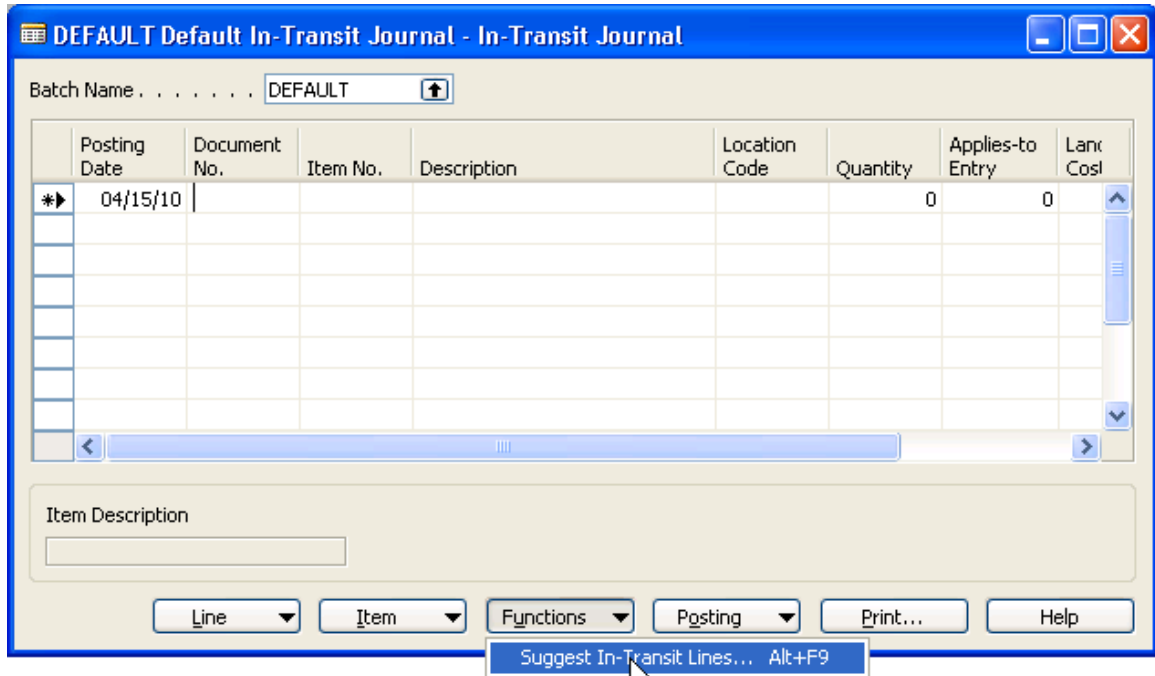 DEFAULT Default In-Transit Journal - In-Transit Journal
Batch Name . . . . . . . DEFAULT
Posting Date Document No. Item No. Description Location Code Quantity Applies-to Entry Cost
04/15/10 0 0
Item Description
Line Item Functions Posting Print... Help
Suggest In-Transit Lines... Alt+F9